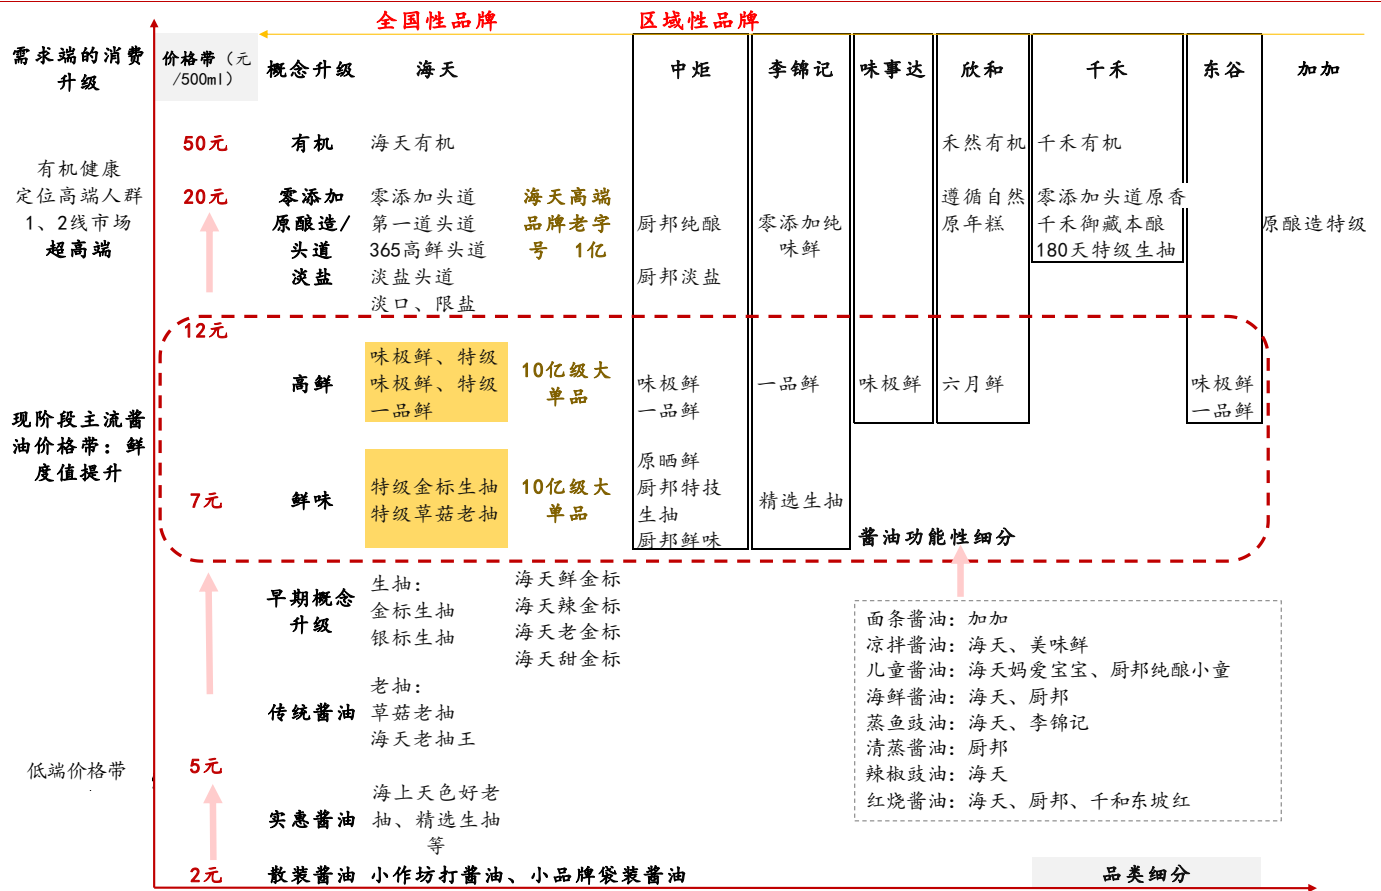 全国性品牌 区域性品牌
需求端的消费
升级
价格带（元
/500ml）
概念升级 海天 中炬 李锦记 味事达 欣和 千禾 东谷 加加
50元 有机 海天有机 禾然有机 千禾有机
有机健康
定位高端人群
1、2线市场
超高端
20元
零添加
原酿造/
头道
淡盐
零添加头道
第一道头道
365高鲜头道
淡盐头道
淡口、限盐
海天高端
品牌老字
号 1亿
厨邦纯酿
厨邦淡盐
零添加纯
味鲜
遵循自然
原年糕
零添加头道原香
千禾御藏本酿
180天特级生抽
原酿造特级
12元
现阶段主流酱
油价格带：鲜
度值提升
高鲜
味极鲜、特级
味极鲜、特级
一品鲜
10亿级大
单品
味极鲜
一品鲜
一品鲜
味极鲜
六月鲜
味极鲜
一品鲜
7元
鲜味
特级金标生抽
特级草菇老抽
10亿级大
单品
原晒鲜
厨邦特技
生抽
厨邦鲜味
精选生抽
酱油功能性细分
早期概念
升级
生抽：
金标生抽
银标生抽
海天鲜金标
海天辣金标
海天老金标
海天甜金标
传统酱油
老抽：
草菇老抽
海天老抽王
面条酱油：加加
凉拌酱油：海天、美味鲜
儿童酱油：海天妈爱宝宝、厨邦纯酿小童
海鲜酱油：海天、厨邦
蒸鱼豉油：海天、李锦记
清蒸酱油：厨邦
辣椒豉油：海天
红烧酱油：海天、厨邦、千和东坡红
低端价格带
5元
实惠酱油
海上天色好老
抽、精选生抽
等
2元 散装酱油 小作坊打酱油、小品牌袋装酱油
品类细分